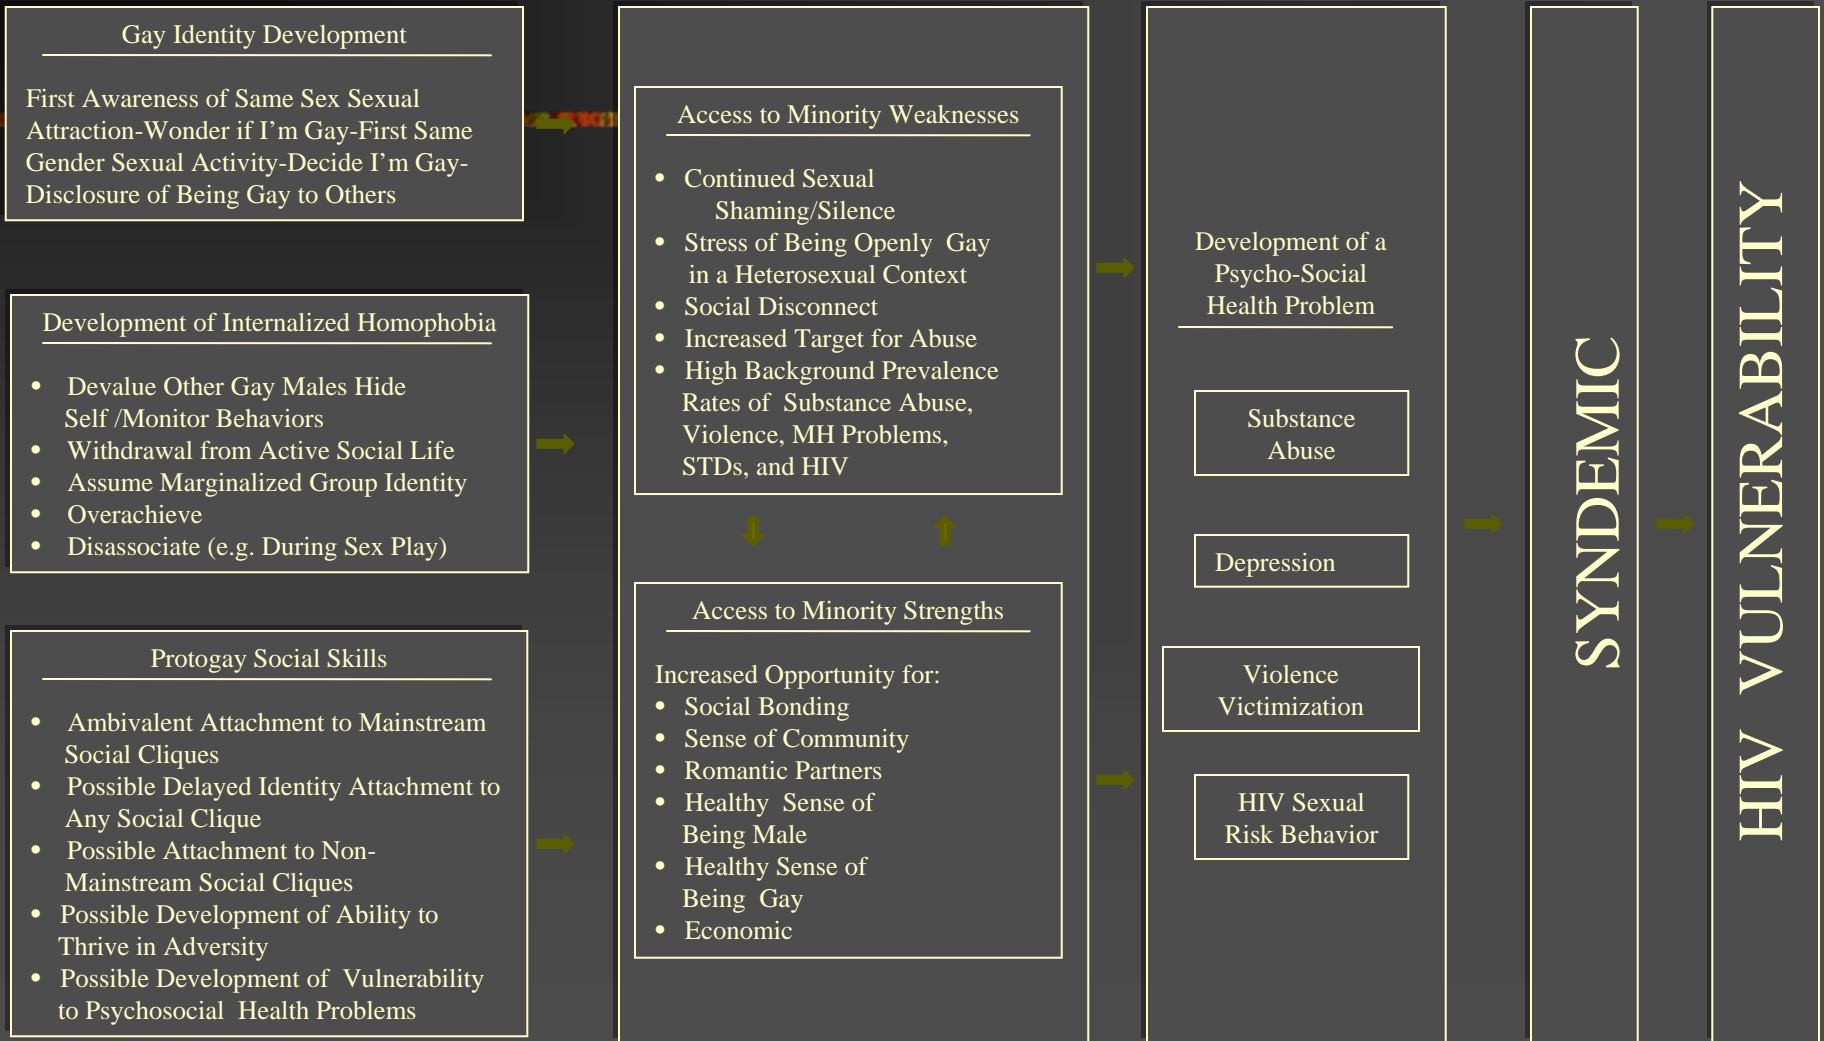 Gay Identity Development
First Awareness of Same Sex Sexual
Attraction-Wonder if I’m Gay-First Same
Gender Sexual Activity-Decide I’m Gay-
Disclosure of Being Gay to Others
Development of Internalized Homophobia
• Devalue Other Gay Males Hide
Self /Monitor Behaviors
• Withdrawal from Active Social Life
• Assume Marginalized Group Identity
• Overachieve
• Disassociate (e.g. During Sex Play)
Protogay Social Skills
• Ambivalent Attachment to Mainstream
Social Cliques
• Possible Delayed Identity Attachment to
Any Social Clique
• Possible Attachment to Non-
Mainstream Social Cliques
• Possible Development of Ability to
Thrive in Adversity
• Possible Development of Vulnerability
to Psychosocial Health Problems
Access to Minority Weaknesses
• Continued Sexual
Shaming/Silence
• Stress of Being Openly Gay
in a Heterosexual Context
• Social Disconnect
• Increased Target for Abuse
• High Background Prevalence
Rates of Substance Abuse,
Violence, MH Problems,
STDs, and HIV
Access to Minority Strengths
Increased Opportunity for:
• Social Bonding
• Sense of Community
• Romantic Partners
• Healthy Sense of
Being Male
• Healthy Sense of
Being Gay
• Economic
Development of a
Psycho-Social
Health Problem
Substance
Abuse
Depression
Violence
Victimization
HIV Sexual
Risk Behavior
SYNDEMIC
HIV VULNERABILITY